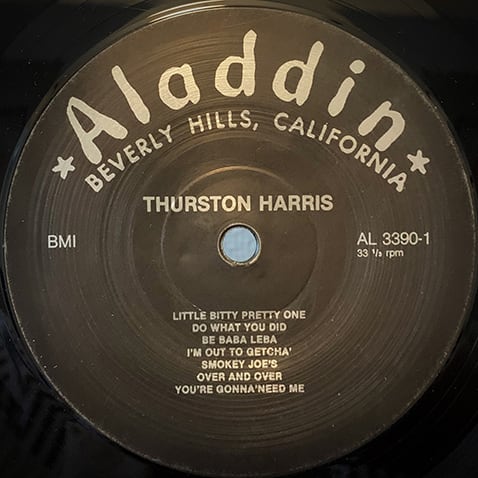 Aladdin
BEVERLY HILLS, CALIFORNIA
THURSTON HARRIS
BMI
AL 3390-1
33 ⅓ rpm
LITTLE BITTY PRETTY ONE
DO WHAT YOU DID
BE BABA LEBA
I'M OUT TO GETCHA'
SMOKEY JOE'S
OVER AND OVER
YOU'RE GONNA'NEED ME